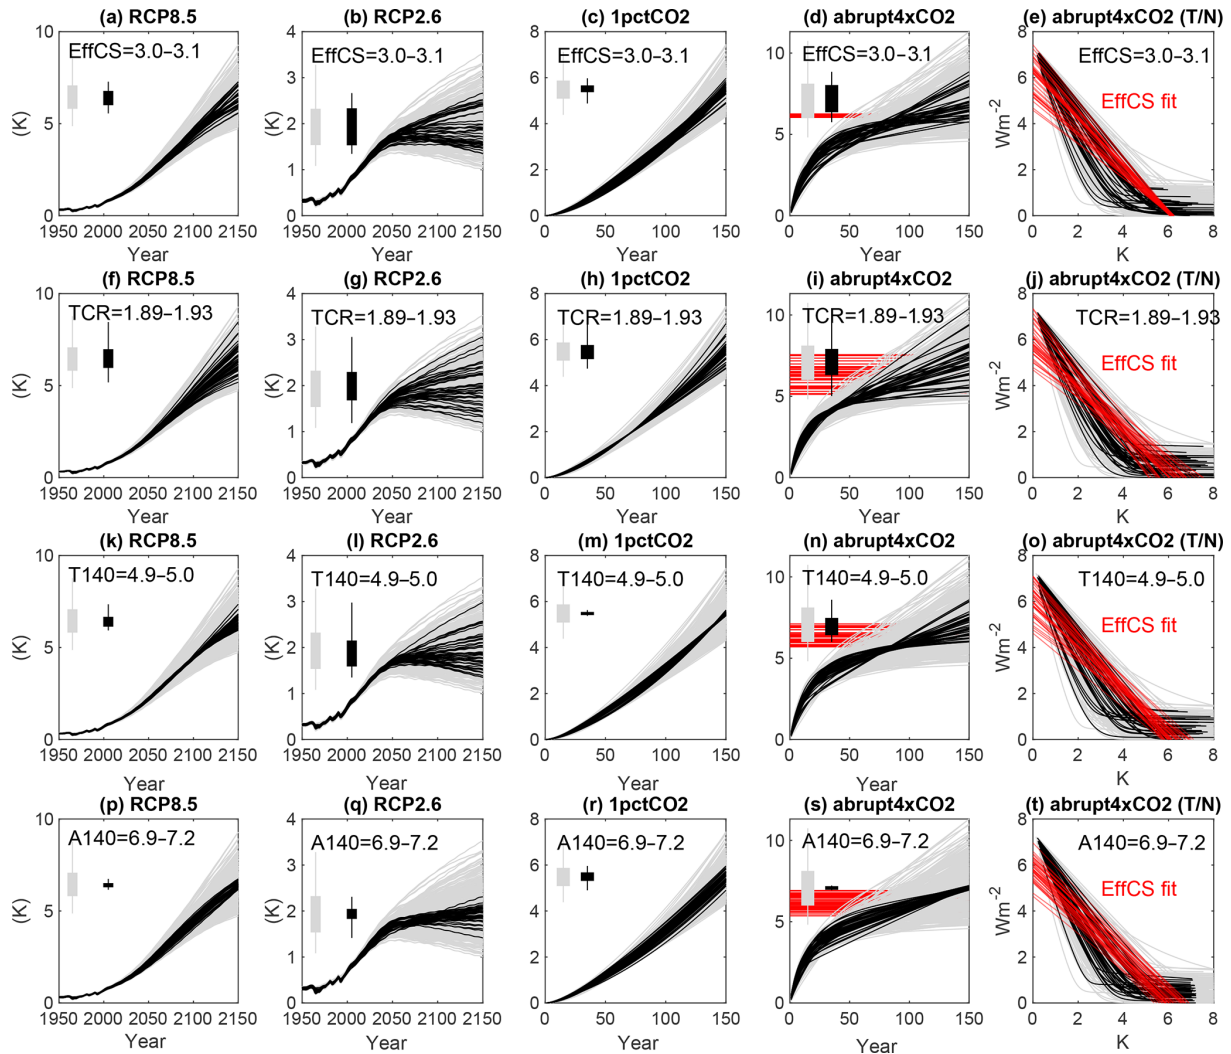 (a) RCP8.5
(b) RCP2.6
(c) 1pctCO2
(d) abrupt4xCO2
(e) abrupt4xCO2 (T/N)
10
5
0
(K)
EffCS=3.0–3.1
1950 2000 2050 2100 2150
Year
4
3
2
1
0
(K)
EffCS=3.0–3.1
1950 2000 2050 2100 2150
Year
8
6
4
2
0
EffCS=3.0–3.1
0 50 100 150
Year
10
5
0
EffCS=3.0–3.1
0 50 100 150
Year
8
6
4
2
0
Wm-2
EffCS=3.0–3.1
EffCS fit
0 2 4 6 8
K
(f) RCP8.5
(g) RCP2.6
(h) 1pctCO2
(i) abrupt4xCO2
(j) abrupt4xCO2 (T/N)
10
5
0
(K)
TCR=1.89–1.93
1950 2000 2050 2100 2150
Year
4
3
2
1
0
(K)
TCR=1.89–1.93
1950 2000 2050 2100 2150
Year
8
6
4
2
0
TCR=1.89–1.93
0 50 100 150
Year
10
5
0
TCR=1.89–1.93
0 50 100 150
Year
8
6
4
2
0
Wm-2
TCR=1.89–1.93
EffCS fit
0 2 4 6 8
K
(k) RCP8.5
(l) RCP2.6
(m) 1pctCO2
(n) abrupt4xCO2
(o) abrupt4xCO2 (T/N)
10
5
0
(K)
T140=4.9–5.0
1950 2000 2050 2100 2150
Year
4
3
2
1
0
(K)
T140=4.9–5.0
1950 2000 2050 2100 2150
Year
8
6
4
2
0
T140=4.9–5.0
0 50 100 150
Year
10
5
0
T140=4.9–5.0
0 50 100 150
Year
8
6
4
2
0
Wm-2
T140=4.9–5.0
EffCS fit
0 2 4 6 8
K
(p) RCP8.5
(q) RCP2.6
(r) 1pctCO2
(s) abrupt4xCO2
(t) abrupt4xCO2 (T/N)
10
5
0
(K)
A140=6.9–7.2
1950 2000 2050 2100 2150
Year
4
3
2
1
0
(K)
A140=6.9–7.2
1950 2000 2050 2100 2150
Year
8
6
4
2
0
A140=6.9–7.2
0 50 100 150
Year
10
5
0
A140=6.9–7.2
0 50 100 150
Year
8
6
4
2
0
Wm-2
A140=6.9–7.2
EffCS fit
0 2 4 6 8
K